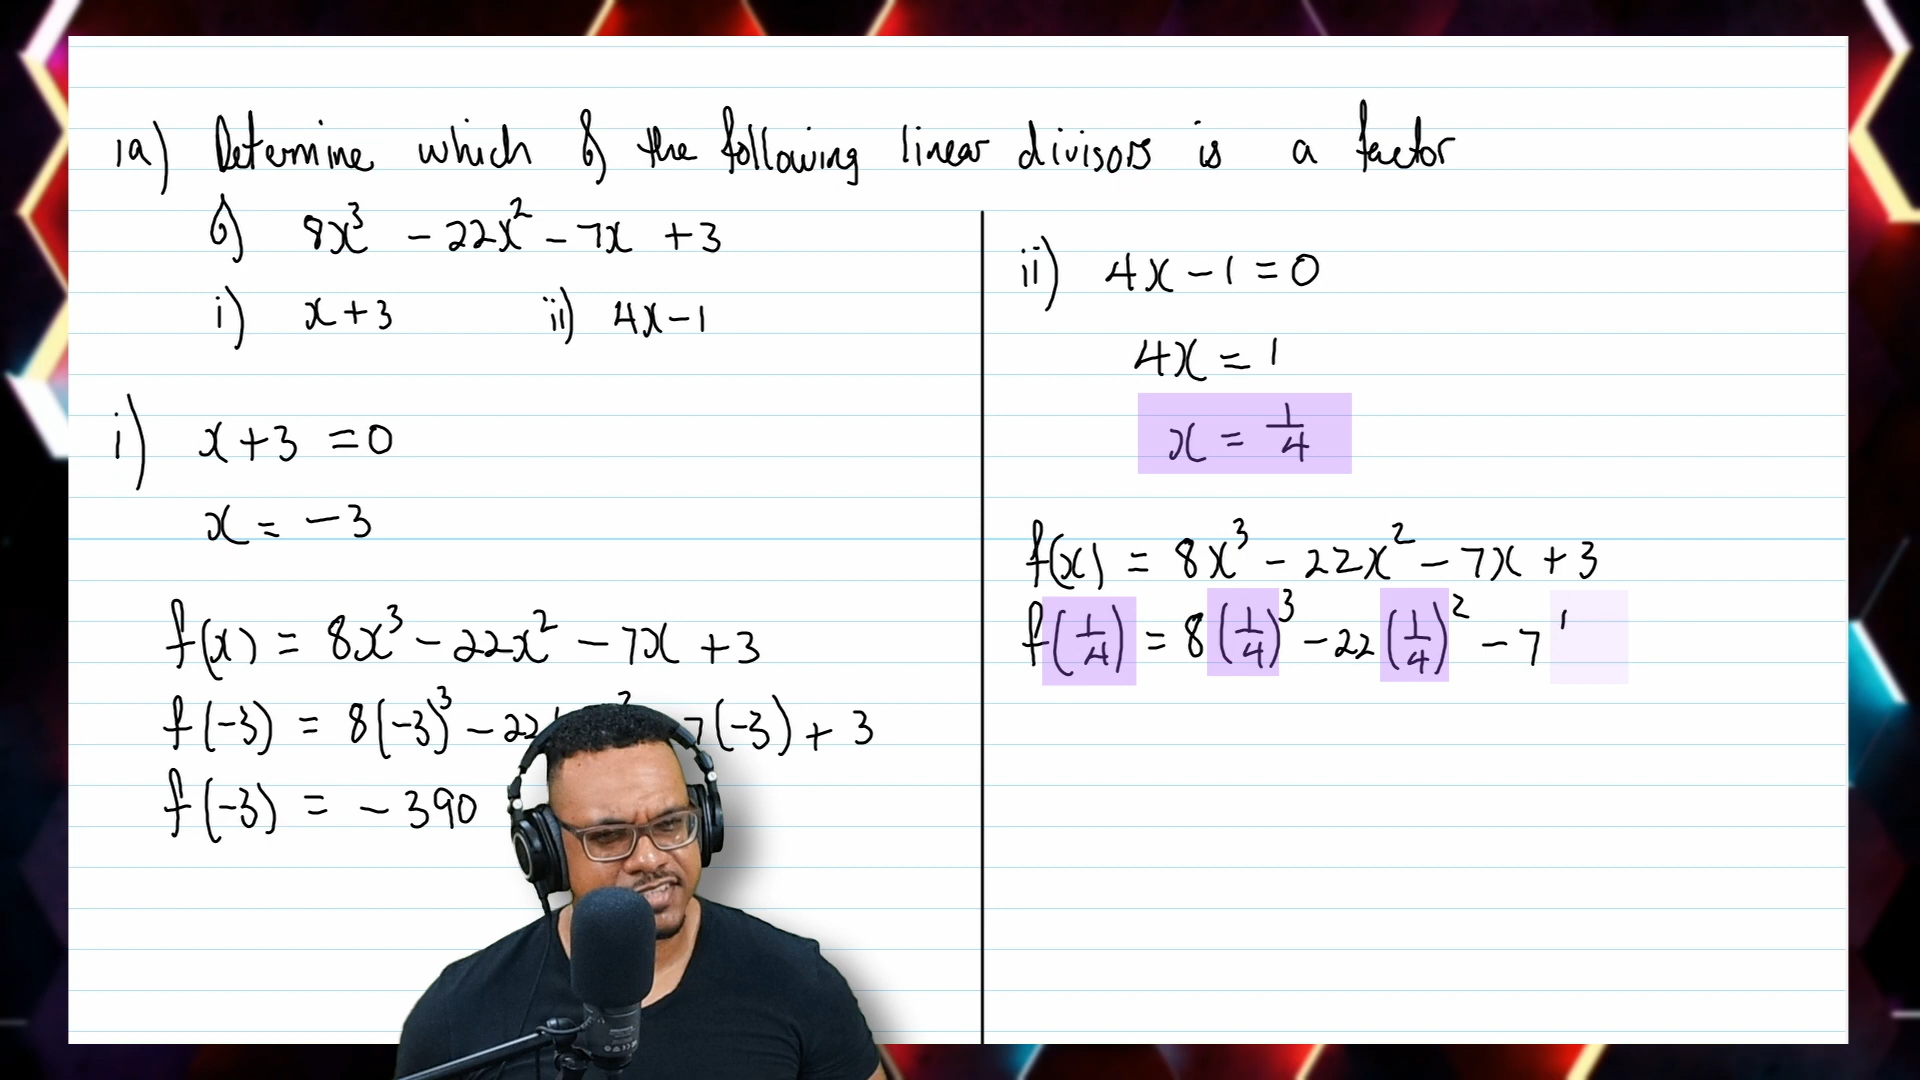 1a) Determine which of the following linear divisors is a factor
of 8x³ - 22x² - 7x + 3
i) x+3 ii) 4x-1
i) x+3 = 0
x = -3
f(x) = 8x³ - 22x² - 7x + 3
f(-3) = 8(-3)³ - 22 7(-3) + 3
f(-3) = -390
ii) 4x - 1 = 0
4x = 1
x = 1/4
f(x) = 8x³ - 22x² - 7x + 3
f(1/4) = 8(1/4)³ - 22(1/4)² - 7